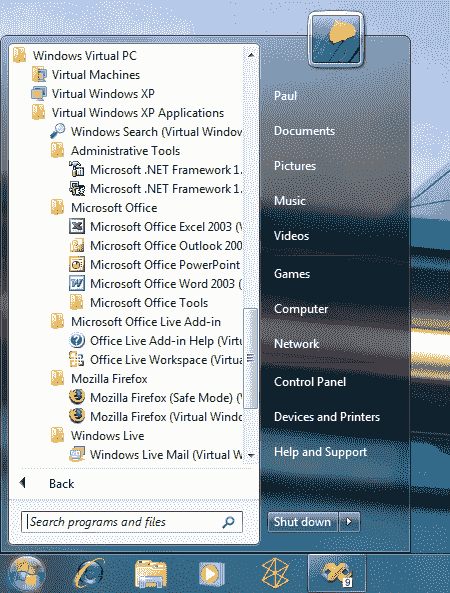 Windows Virtual PC
Virtual Machines
Virtual Windows XP
Virtual Windows XP Applications
Windows Search (Virtual Window
Administrative Tools
Microsoft .NET Framework 1.
Microsoft .NET Framework 1.
Microsoft Office
Microsoft Office Excel 2003 (V
Microsoft Office Outlook 200
Microsoft Office PowerPoint
Microsoft Office Word 2003 (
Microsoft Office Tools
Microsoft Office Live Add-in
Office Live Add-in Help (Virtu
Office Live Workspace (Virtua
Mozilla Firefox
Mozilla Firefox (Safe Mode) (V
Mozilla Firefox (Virtual Windo
Windows Live
Windows Live Mail (Virtual W
Back
Search programs and files
Paul
Documents
Pictures
Music
Videos
Games
Computer
Network
Control Panel
Devices and Printers
Help and Support
Shut down
9